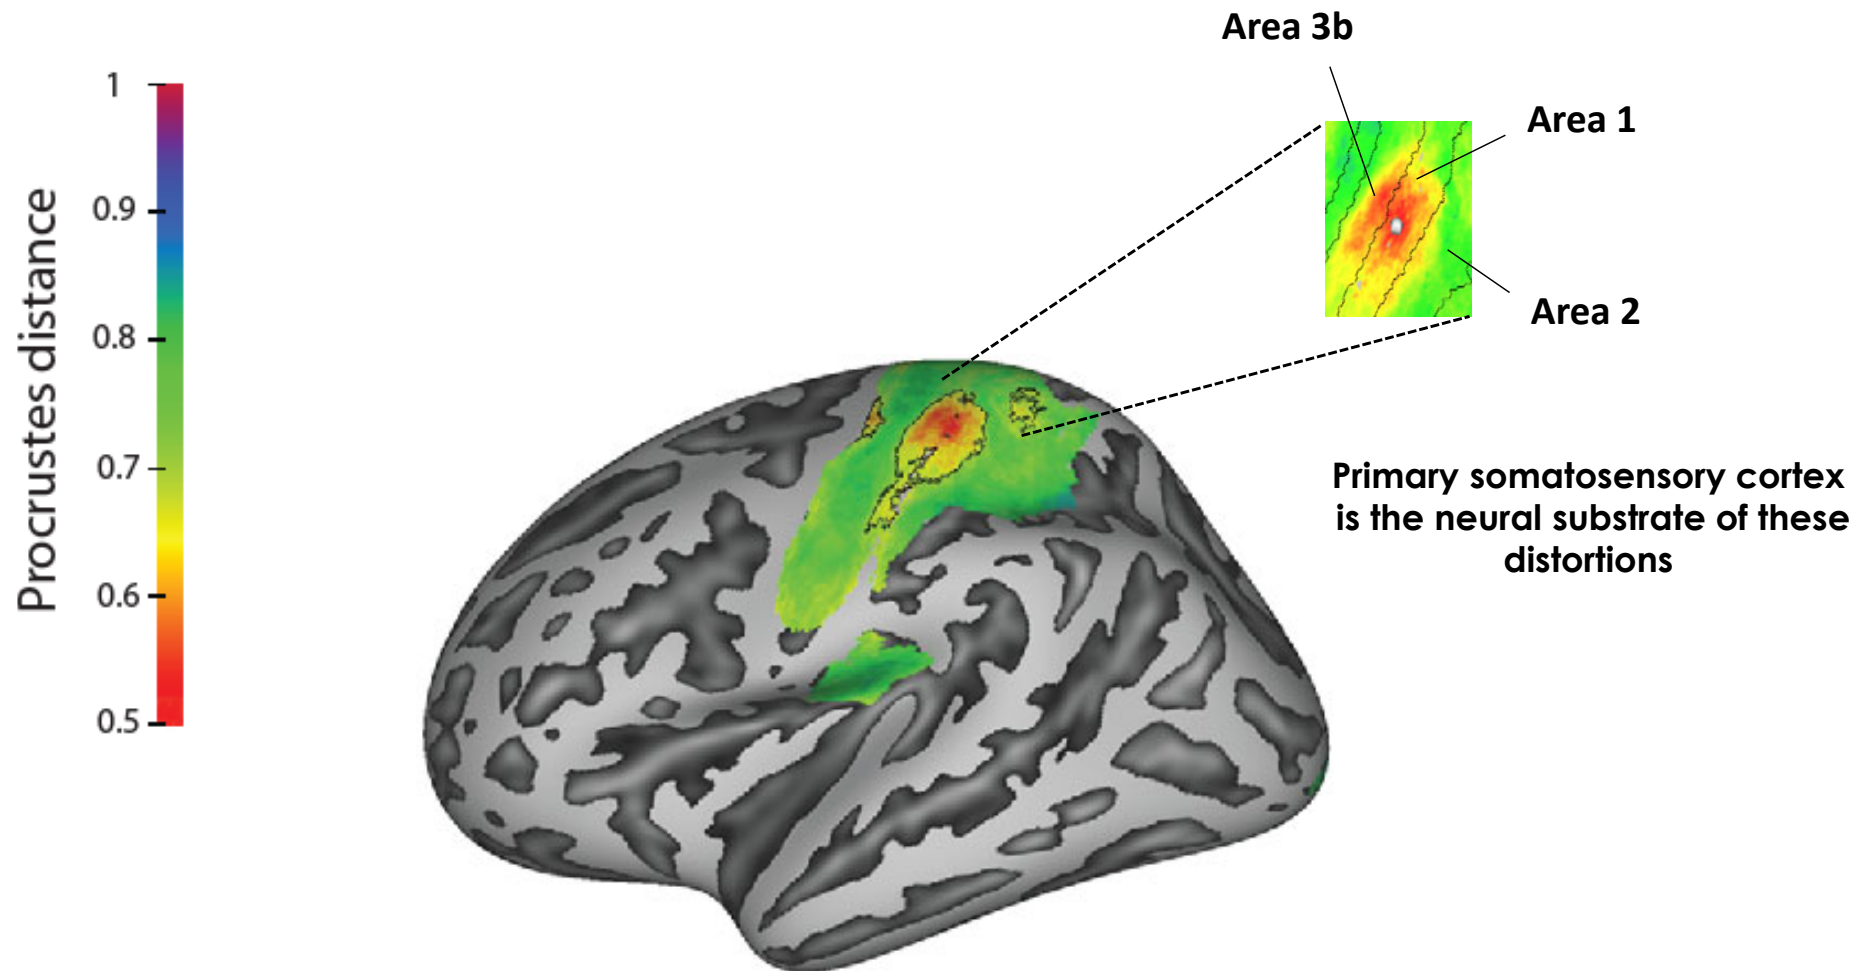 Area 3b
Area 1
Area 2
Procrustes distance
1
0.9
0.8
0.7
0.6
0.5
Primary somatosensory cortex
is the neural substrate of these
distortions